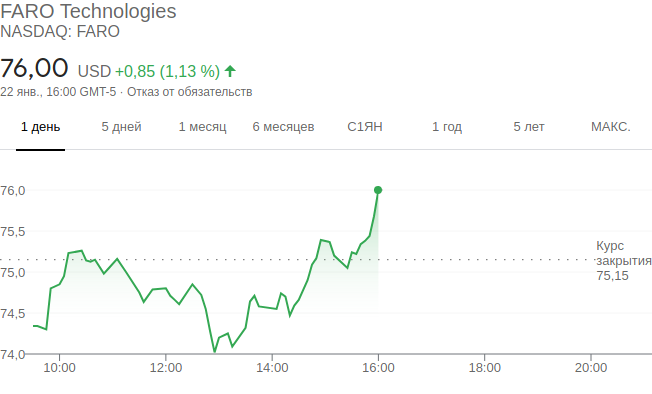 FARO Technologies
NASDAQ: FARO
76,00 USD +0,85 (1,13 %)
22 янв., 16:00 GMT-5 · Отказ от обязательств
1 день 5 дней 1 месяц 6 месяцев С1ЯН 1 год 5 лет МАКС.
76,0
75,5
Курс
закрытия
75,15
75,0
74,5
74,0
10:00 12:00 14:00 16:00 18:00 20:00